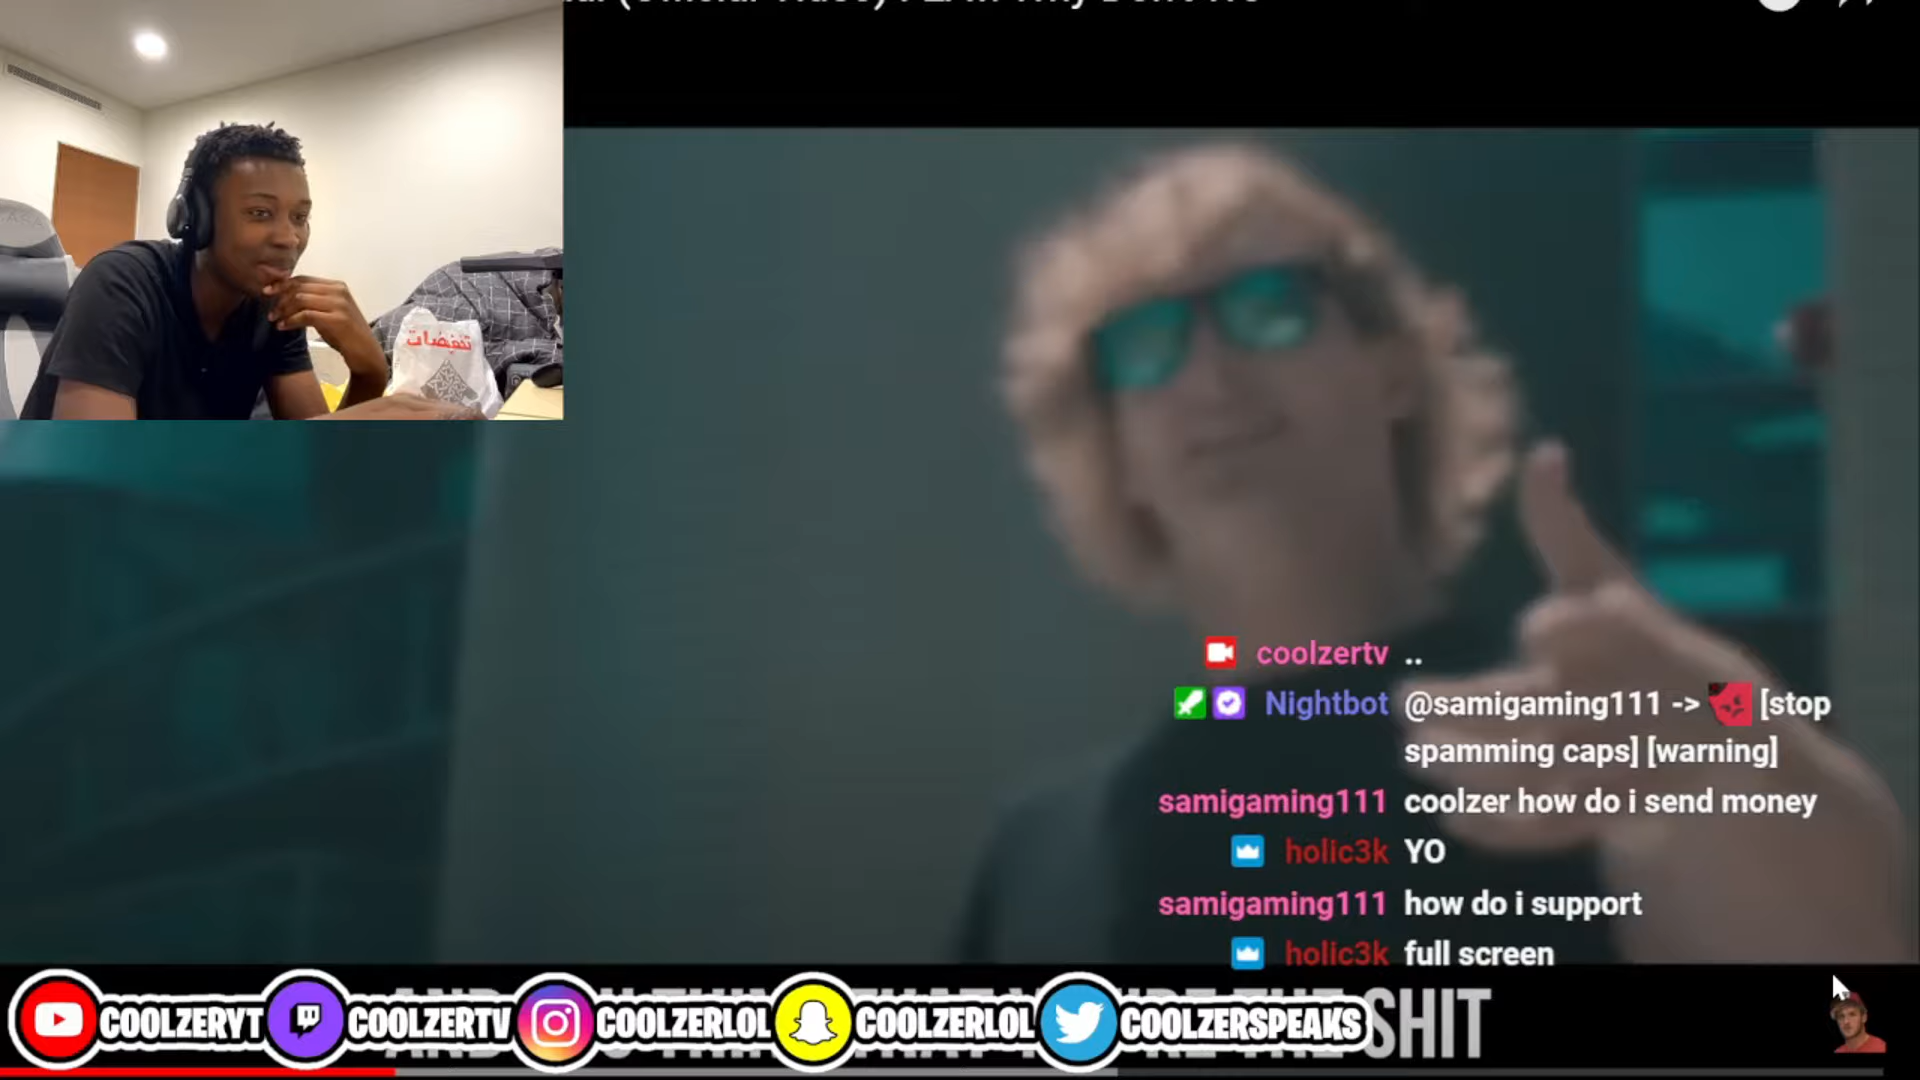 تخفيضات
coolzertv ..
Nightbot @samigaming111 -> [stop
spamming caps] [warning]
samigaming111 coolzer how do i send money
holic3k YO
samigaming111 how do i support
holic3k full screen
COOLZERYT COOLZERTV COOLZERLOL COOLZERLOL COOLZERSPEAKS
SHIT